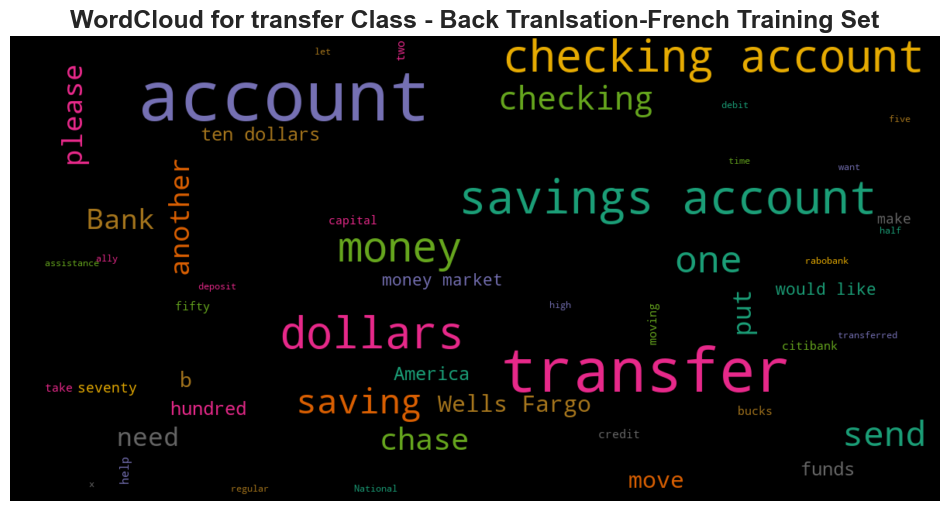 WordCloud for transfer Class - Back Tranlsation-French Training Set
let
two
checking account
account
please
checking
debit
ten dollars
five
time
want
another
savings account
Bank
capital
make
half
money
one
assistance
ally
rabobank
money market
deposit
would like
put
fifty
high
moving
dollars
transferred
citibank
transfer
America
b
take
seventy
saving
Wells Fargo
hundred
bucks
need
chase
credit
send
help
funds
move
x
regular
National